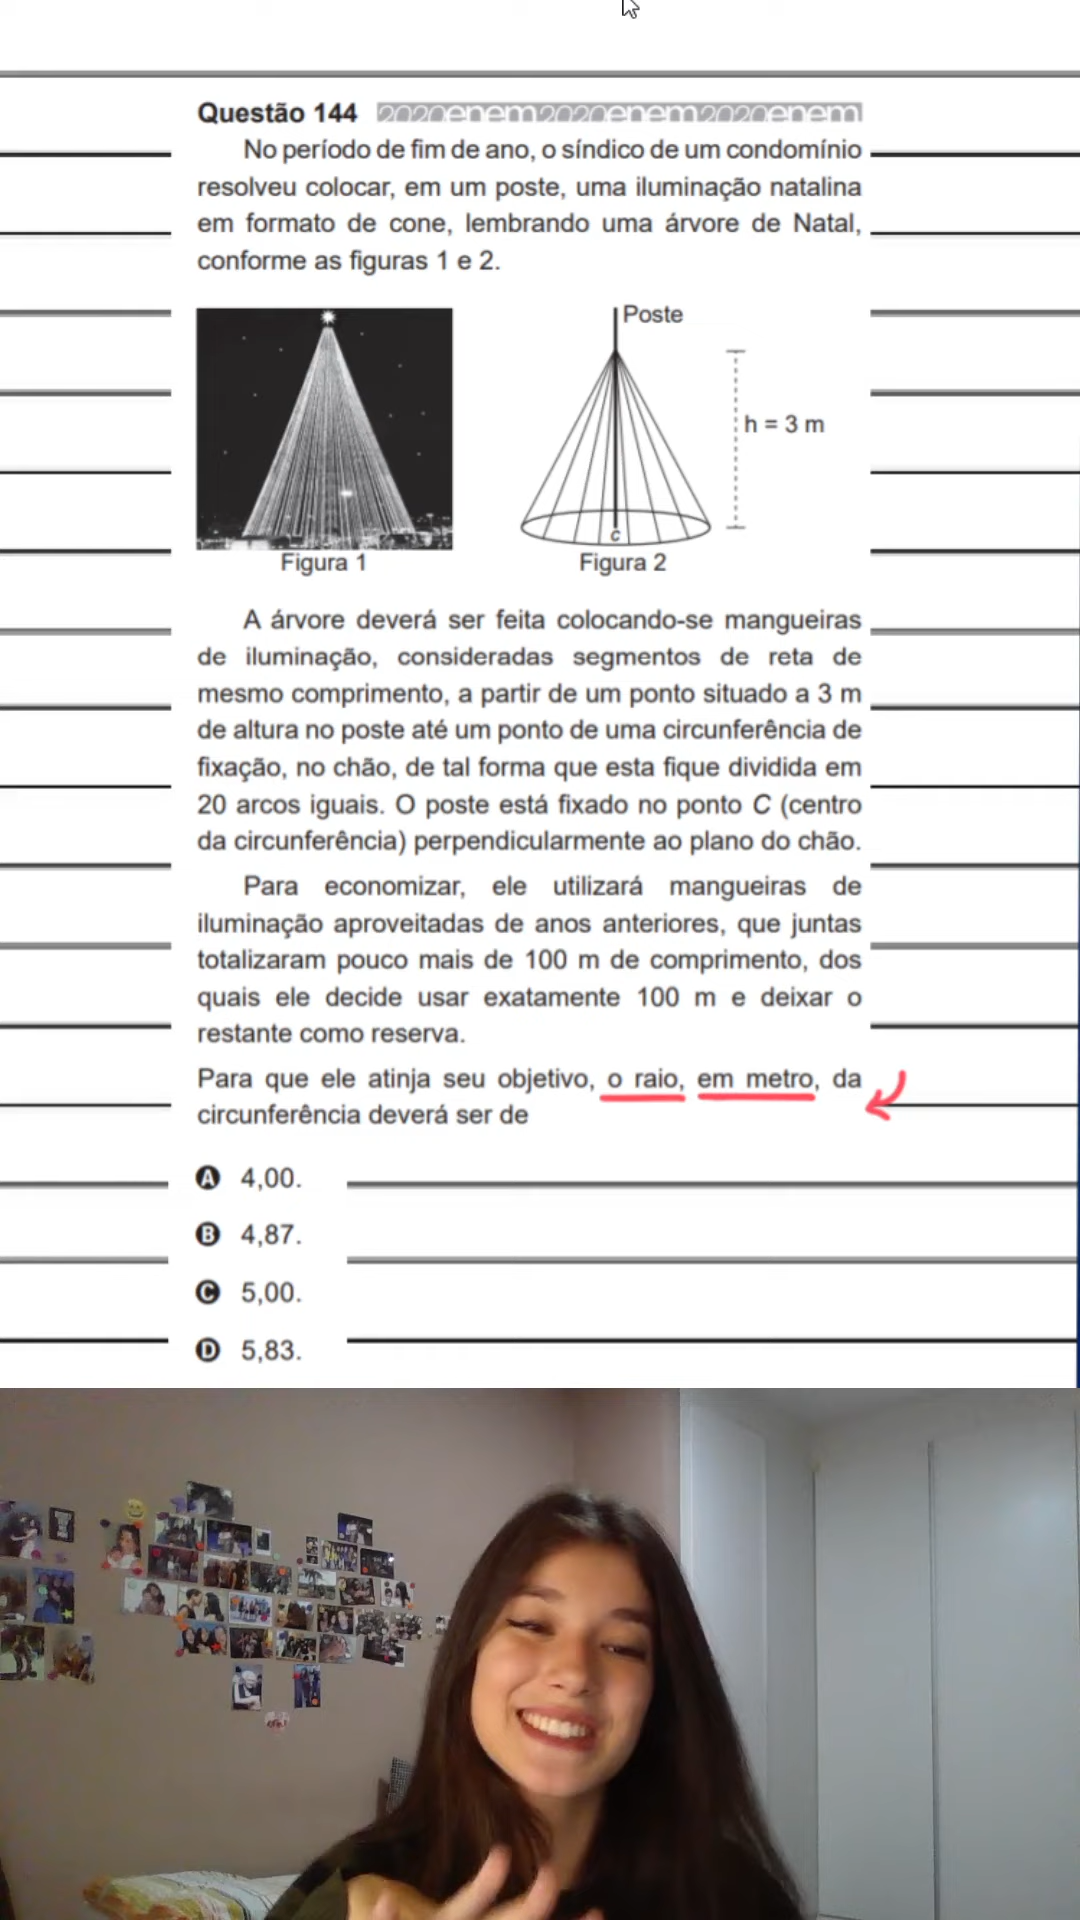 Questão 144 2020enem2020enem2020enem
No período de fim de ano, o síndico de um condomínio
resolveu colocar, em um poste, uma iluminação natalina
em formato de cone, lembrando uma árvore de Natal,
conforme as figuras 1 e 2.
Poste
h = 3 m
C
Figura 1
Figura 2
A árvore deverá ser feita colocando-se mangueiras
de iluminação, consideradas segmentos de reta de
mesmo comprimento, a partir de um ponto situado a 3 m
de altura no poste até um ponto de uma circunferência de
fixação, no chão, de tal forma que esta fique dividida em
20 arcos iguais. O poste está fixado no ponto C (centro
da circunferência) perpendicularmente ao plano do chão.
Para economizar, ele utilizará mangueiras de
iluminação aproveitadas de anos anteriores, que juntas
totalizaram pouco mais de 100 m de comprimento, dos
quais ele decide usar exatamente 100 m e deixar o
restante como reserva.
Para que ele atinja seu objetivo, o raio, em metro, da
circunferência deverá ser de
A 4,00.
B 4,87.
C 5,00.
D 5,83.